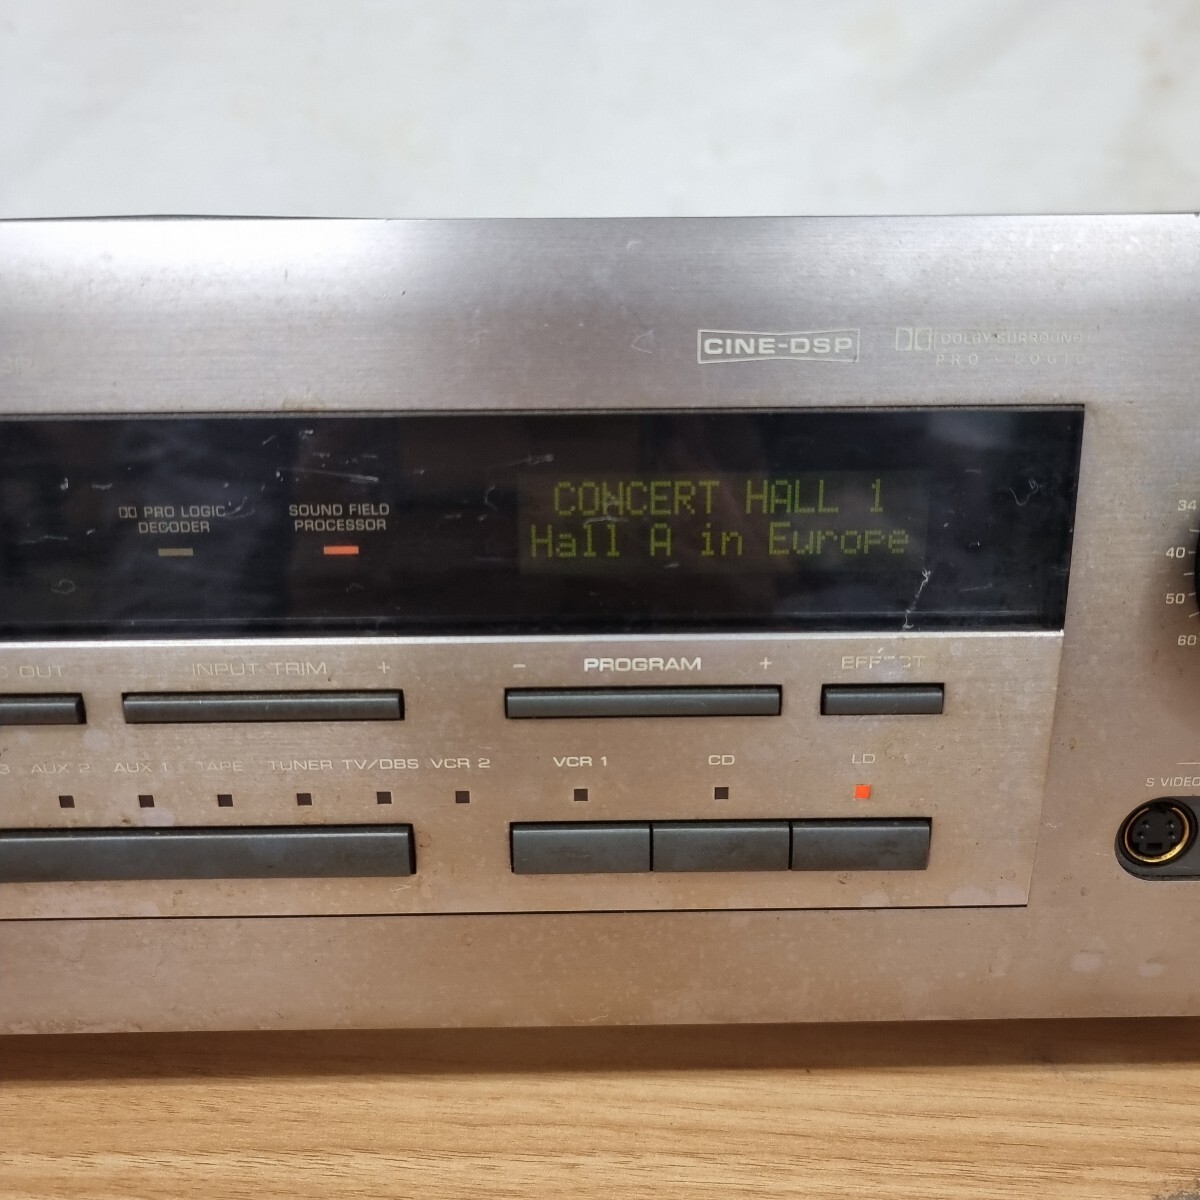 CINE-DSP
DOLBY SURROUND
PRO · LOGIC
PRO LOGIC
DECODER
SOUND FIELD
PROCESSOR
CONCERT HALL 1
Hall A in Europe
34
40
50
60
OUT
INPUT TRIM +
- PROGRAM +
EFFECT
3 AUX 2 AUX 1 TAPE TUNER TV/DBS VCR 2 VCR 1 CD LD
S VIDEO